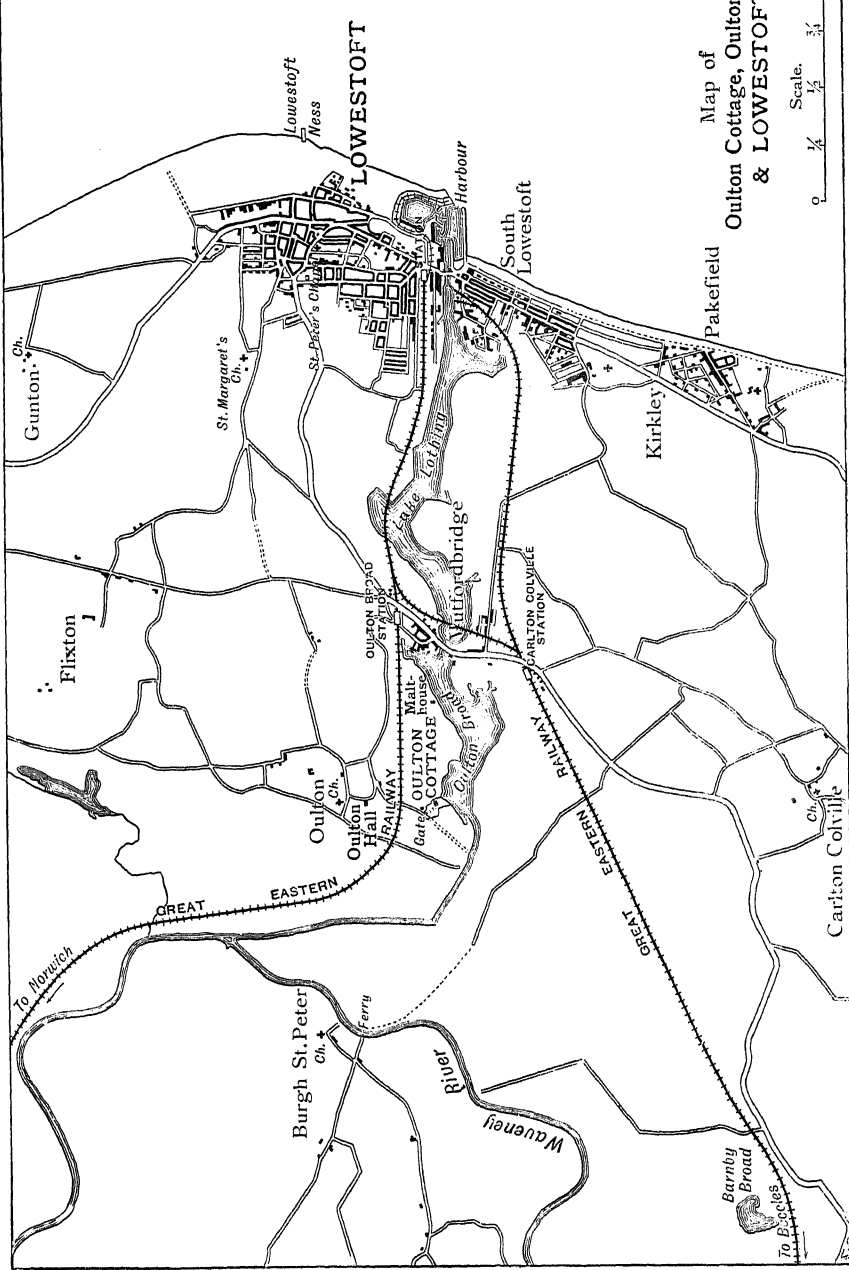 Lowestoft
Ness
LOWESTOFT
Harbour
South
Lowestoft
Map of
Oulton Cottage, Oulton
& LOWESTOFT
Scale.
0 ¼ ½ ¾
Pakefield
Kirkley
Gunton
Ch.
St. Margaret's
Ch.
St. Peter's Chapel
Lake Lothing
Mutfordbridge
OULTON BROAD
STATION
CARLTON COLVILLE
STATION
Flixton
Malt-
house
OULTON
COTTAGE
Oulton Broad
Oulton
Ch.
Oulton
Hall
Gate
RAILWAY
EASTERN
GREAT
To Norwich
GREAT
EASTERN
RAILWAY
Ch.
Carlton Colville
Burgh St. Peter
Ch.
Ferry
River
Waveney
Barnby
Broad
To Beccles